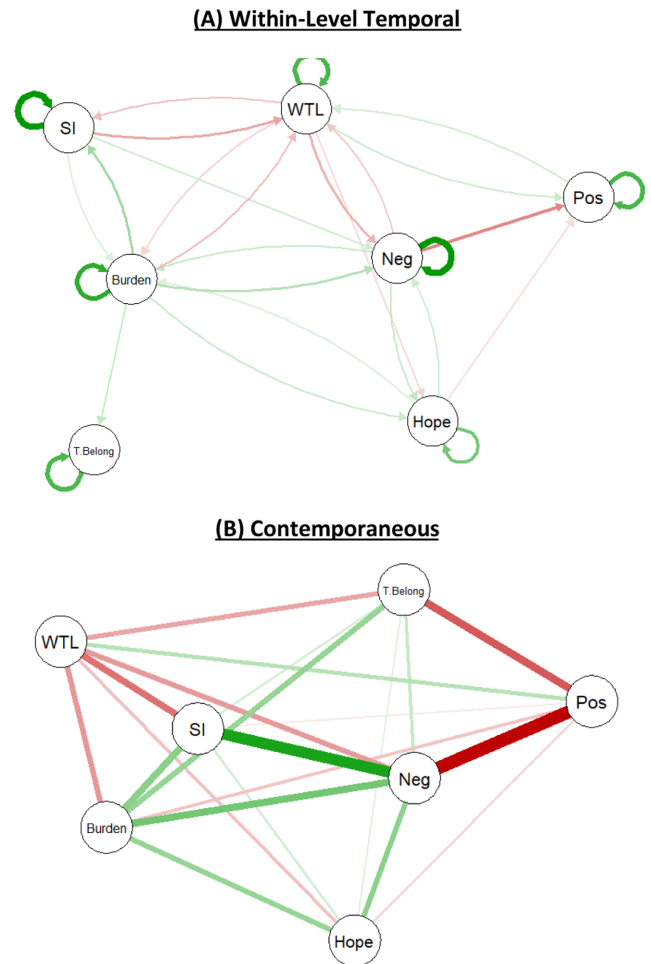 (A) Within-Level Temporal
WTL
SI
Pos
Neg
Burden
Hope
T.Belong
(B) Contemporaneous
T.Belong
WTL
Pos
SI
Neg
Burden
Hope